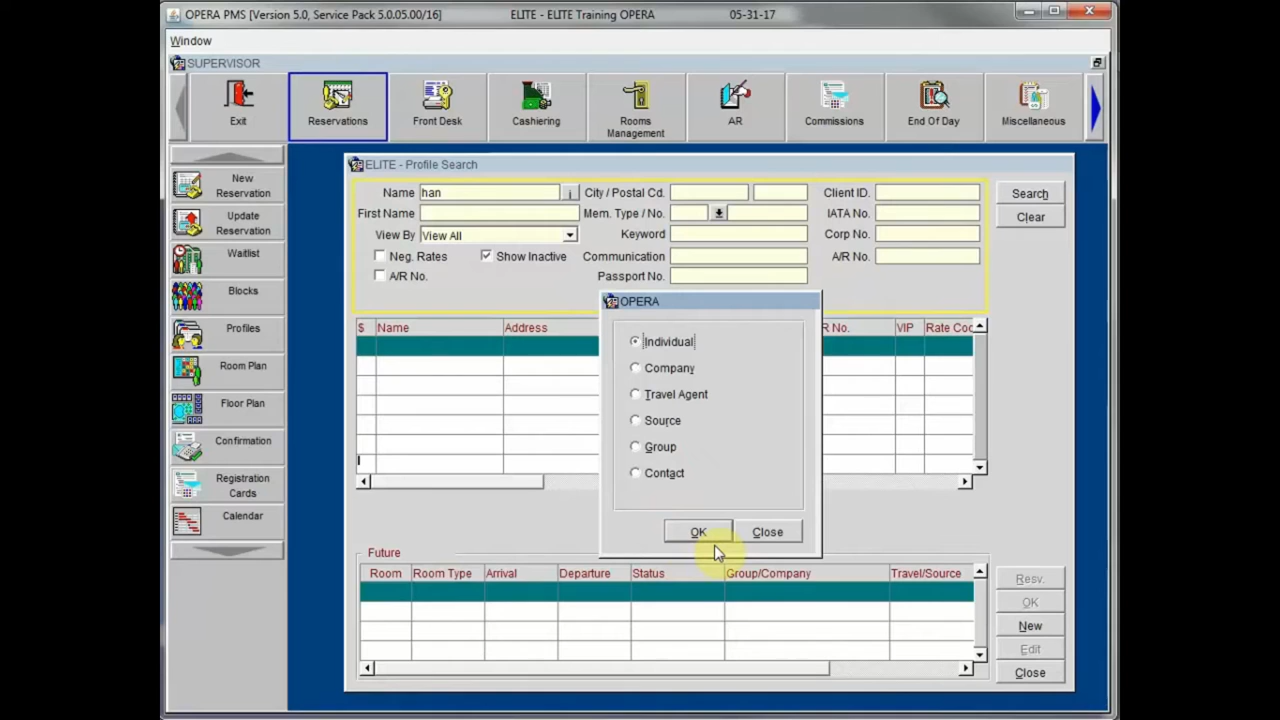 OPERA PMS [Version 5.0, Service Pack 5.0.05.00/16] ELITE - ELITE Training OPERA 05-31-17
Window
SUPERVISOR
Exit
Reservations
Front Desk
Cashiering
Rooms
Management
AR
Commissions
End Of Day
Miscellaneous
New
Reservation
Update
Reservation
Waitlist
Blocks
Profiles
Room Plan
Floor Plan
Confirmation
Registration
Cards
Calendar
ELITE - Profile Search
Name han i City / Postal Cd. Client ID. Search
First Name Mem. Type / No. IATA No. Clear
View By View All Keyword Corp No.
Neg. Rates Show Inactive Communication A/R No.
A/R No. Passport No.
$ Name Address R No. VIP Rate Coo
OPERA
Individual
Company
Travel Agent
Source
Group
Contact
OK Close
Future
Room Room Type Arrival Departure Status Group/Company Travel/Source
Resv.
OK
New
Edit
Close